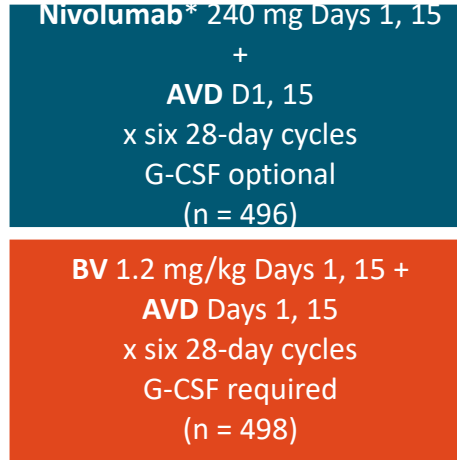 Nivolumab* 240 mg Days 1, 15
+
AVD D1, 15
x six 28-day cycles
G-CSF optional
(n = 496)
BV 1.2 mg/kg Days 1, 15 +
AVD Days 1, 15
x six 28-day cycles
G-CSF required
(n = 498)